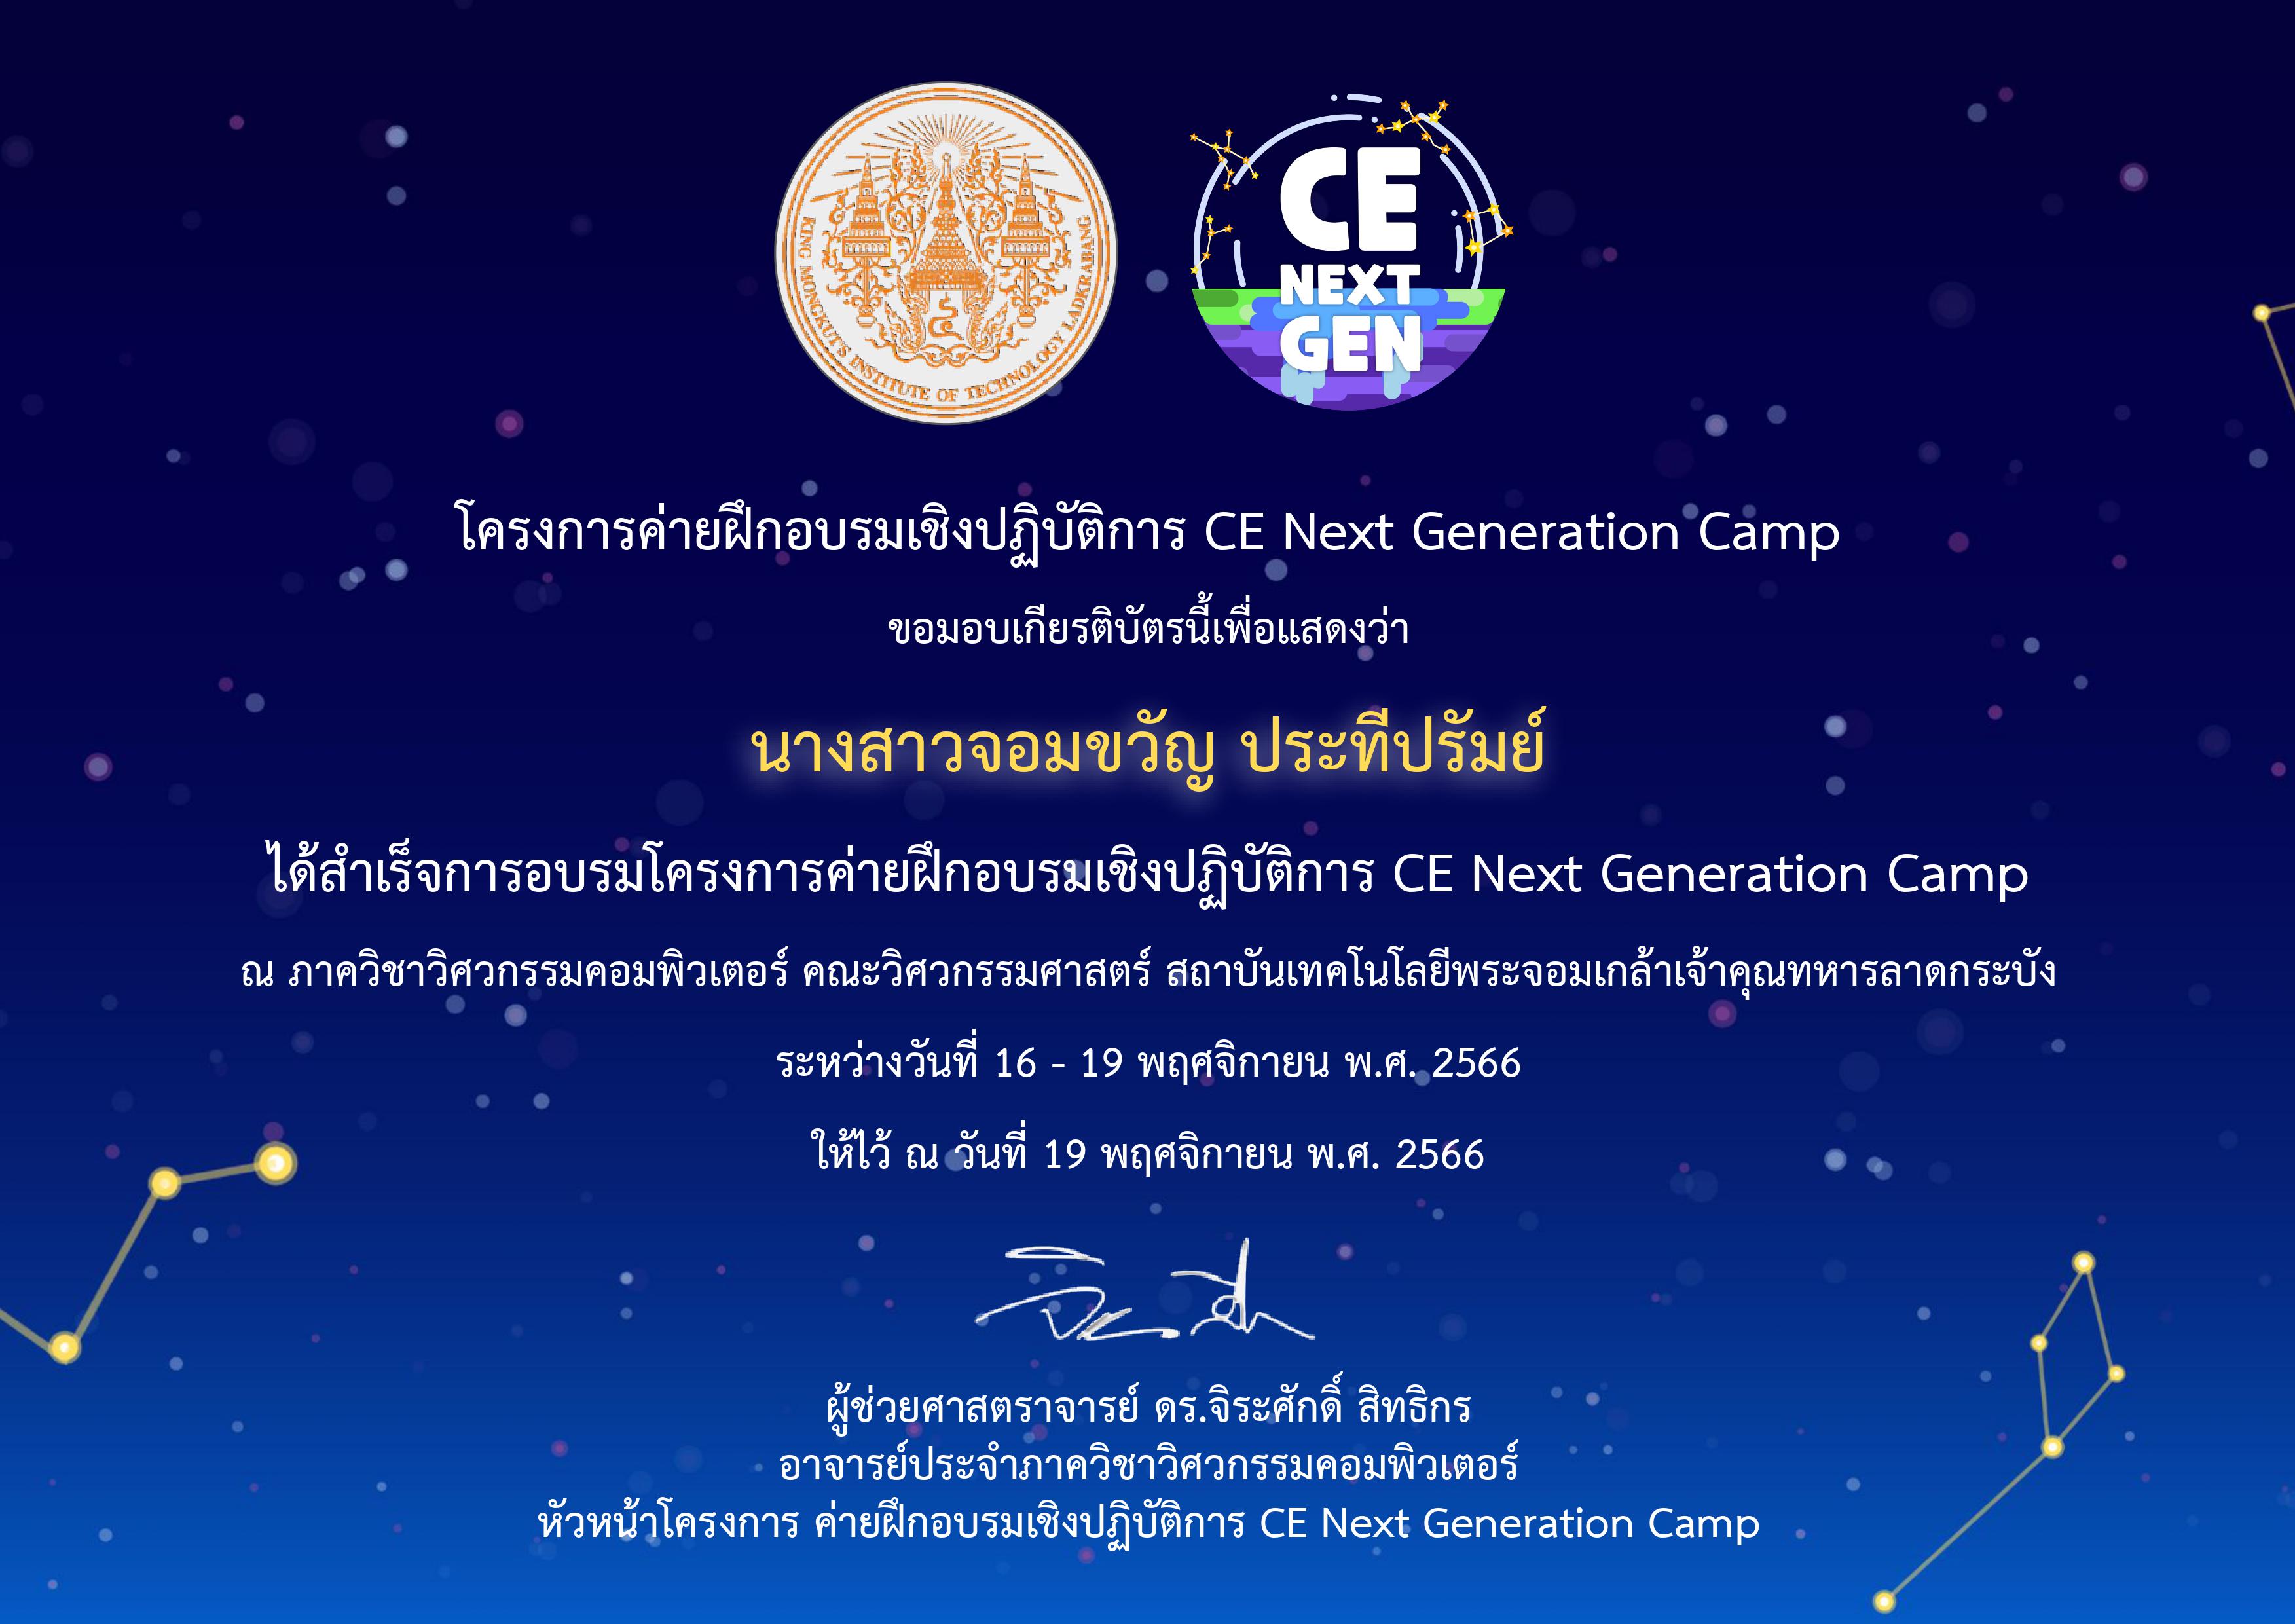 KING MONGKUT'S INSTITUTE OF TECHNOLOGY LADKRABANG
CE
NEXT
GEN
โครงการค่ายฝึกอบรมเชิงปฏิบัติการ CE Next Generation Camp
ขอมอบเกียรติบัตรนี้เพื่อแสดงว่า
นางสาวจอมขวัญ ประทีปรัมย์
ได้สำเร็จการอบรมโครงการค่ายฝึกอบรมเชิงปฏิบัติการ CE Next Generation Camp
ณ ภาควิชาวิศวกรรมคอมพิวเตอร์ คณะวิศวกรรมศาสตร์ สถาบันเทคโนโลยีพระจอมเกล้าเจ้าคุณทหารลาดกระบัง
ระหว่างวันที่ 16 - 19 พฤศจิกายน พ.ศ. 2566
ให้ไว้ ณ วันที่ 19 พฤศจิกายน พ.ศ. 2566
ผู้ช่วยศาสตราจารย์ ดร.จิระศักดิ์ สิทธิกร
อาจารย์ประจำภาควิชาวิศวกรรมคอมพิวเตอร์
หัวหน้าโครงการ ค่ายฝึกอบรมเชิงปฏิบัติการ CE Next Generation Camp